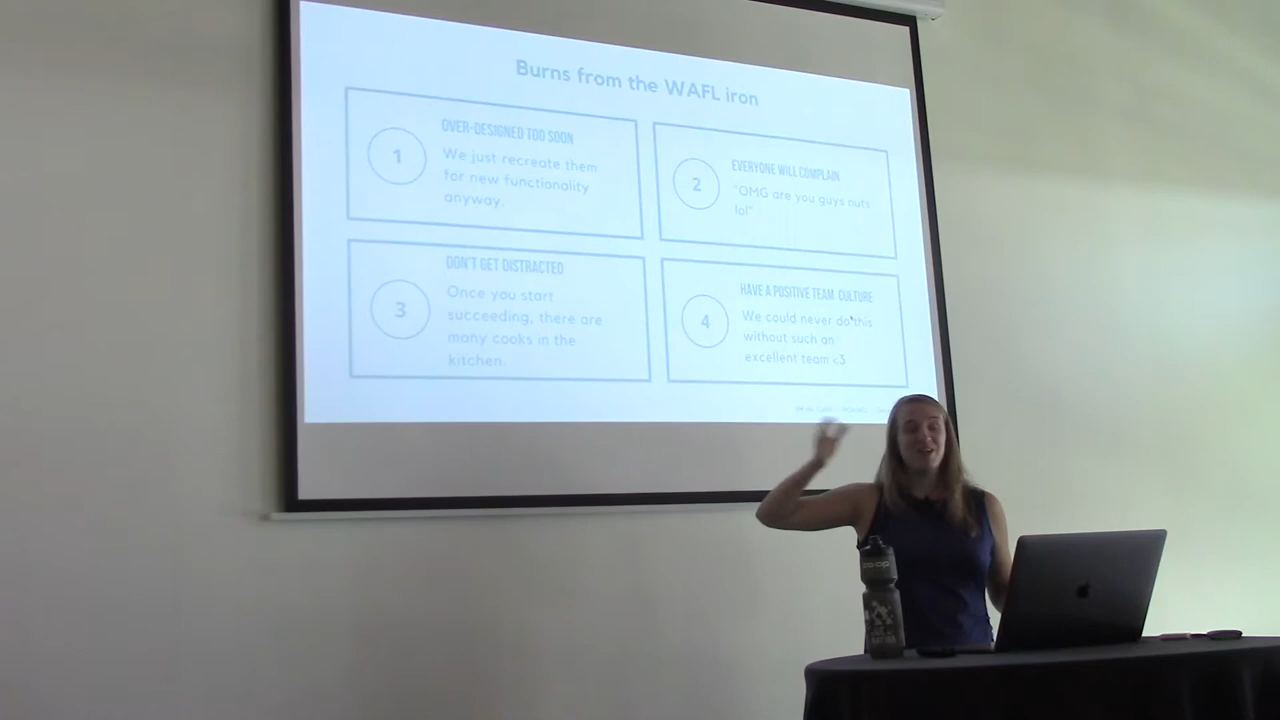 Burns from the WAFL iron
1
OVER-DESIGNED TOO SOON
We just recreate them
for new functionality
anyway.
2
EVERYONE WILL COMPLAIN
"OMG are you guys nuts
lol"
3
DON'T GET DISTRACTED
Once you start
succeeding, there are
many cooks in the
kitchen.
4
HAVE A POSITIVE TEAM CULTURE
We could never do this
without such an
excellent team <3
co-op